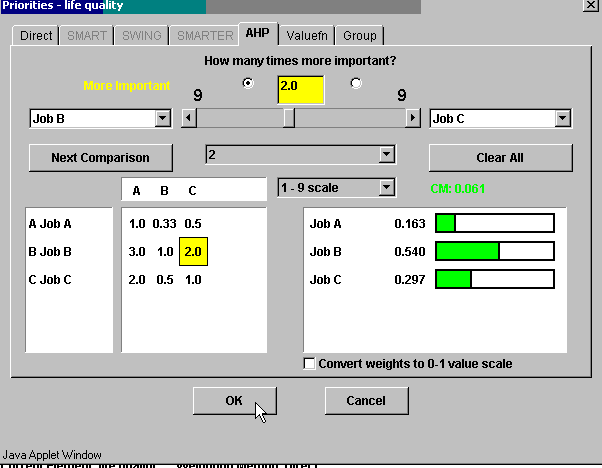 Priorities - life quality
Direct SMART SWING SMARTER AHP Valuefn Group
How many times more important?
More Important 9 2.0 9
Job B Job C
Next Comparison 2 Clear All
A B C 1 - 9 scale CM: 0.061
A Job A 1.0 0.33 0.5 Job A 0.163
B Job B 3.0 1.0 2.0 Job B 0.540
C Job C 2.0 0.5 1.0 Job C 0.297
Convert weights to 0-1 value scale
OK Cancel
Java Applet Window